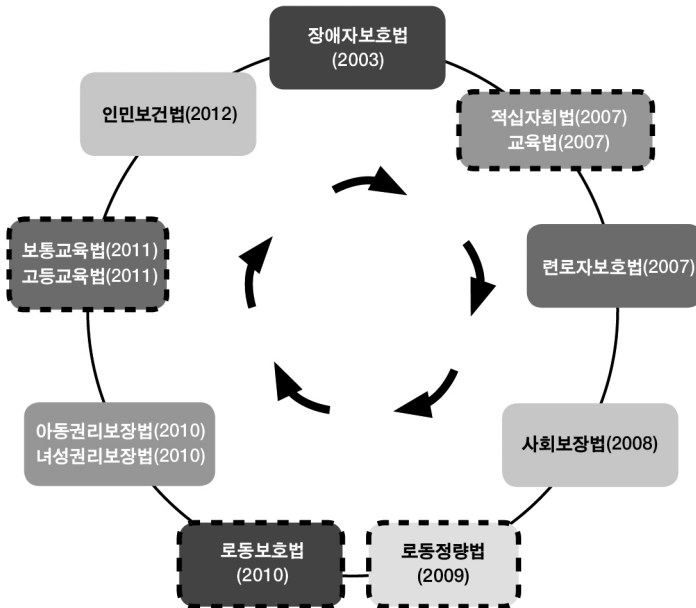 장애자보호법
(2003)
적십자회법(2007)
교육법(2007)
련로자보호법(2007)
사회보장법(2008)
로동정량법
(2009)
로동보호법
(2010)
아동권리보장법(2010)
녀성권리보장법(2010)
보통교육법(2011)
고등교육법(2011)
인민보건법(2012)